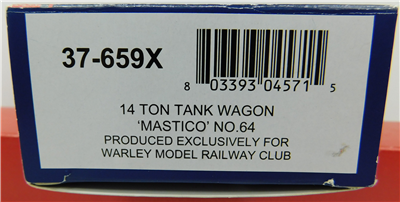 37-659X
8 03393 04571 5
14 TON TANK WAGON
'MASTICO' NO.64
PRODUCED EXCLUSIVELY FOR
WARLEY MODEL RAILWAY CLUB